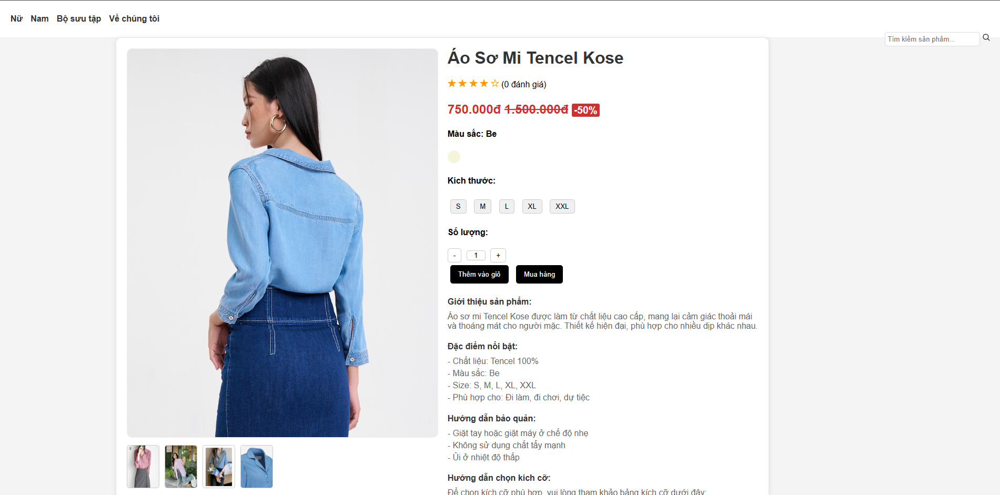 Nữ Nam Bộ sưu tập Về chúng tôi
Tìm kiếm sản phẩm...
Áo Sơ Mi Tencel Kose
★★★★☆ (0 đánh giá)
750.000đ 1.500.000đ -50%
Màu sắc: Be
Kích thước:
S M L XL XXL
Số lượng:
- 1 +
Thêm vào giỏ Mua hàng
Giới thiệu sản phẩm:
Áo sơ mi Tencel Kose được làm từ chất liệu cao cấp, mang lại cảm giác thoải mái
và thoáng mát cho người mặc. Thiết kế hiện đại, phù hợp cho nhiều dịp khác nhau.
Đặc điểm nổi bật:
- Chất liệu: Tencel 100%
- Màu sắc: Be
- Size: S, M, L, XL, XXL
- Phù hợp cho: Đi làm, đi chơi, dự tiệc
Hướng dẫn bảo quản:
- Giặt tay hoặc giặt máy ở chế độ nhẹ
- Không sử dụng chất tẩy mạnh
- Ủi ở nhiệt độ thấp
Hướng dẫn chọn kích cỡ:
Để chọn kích cỡ phù hợp, vui lòng tham khảo bảng kích cỡ dưới đây: